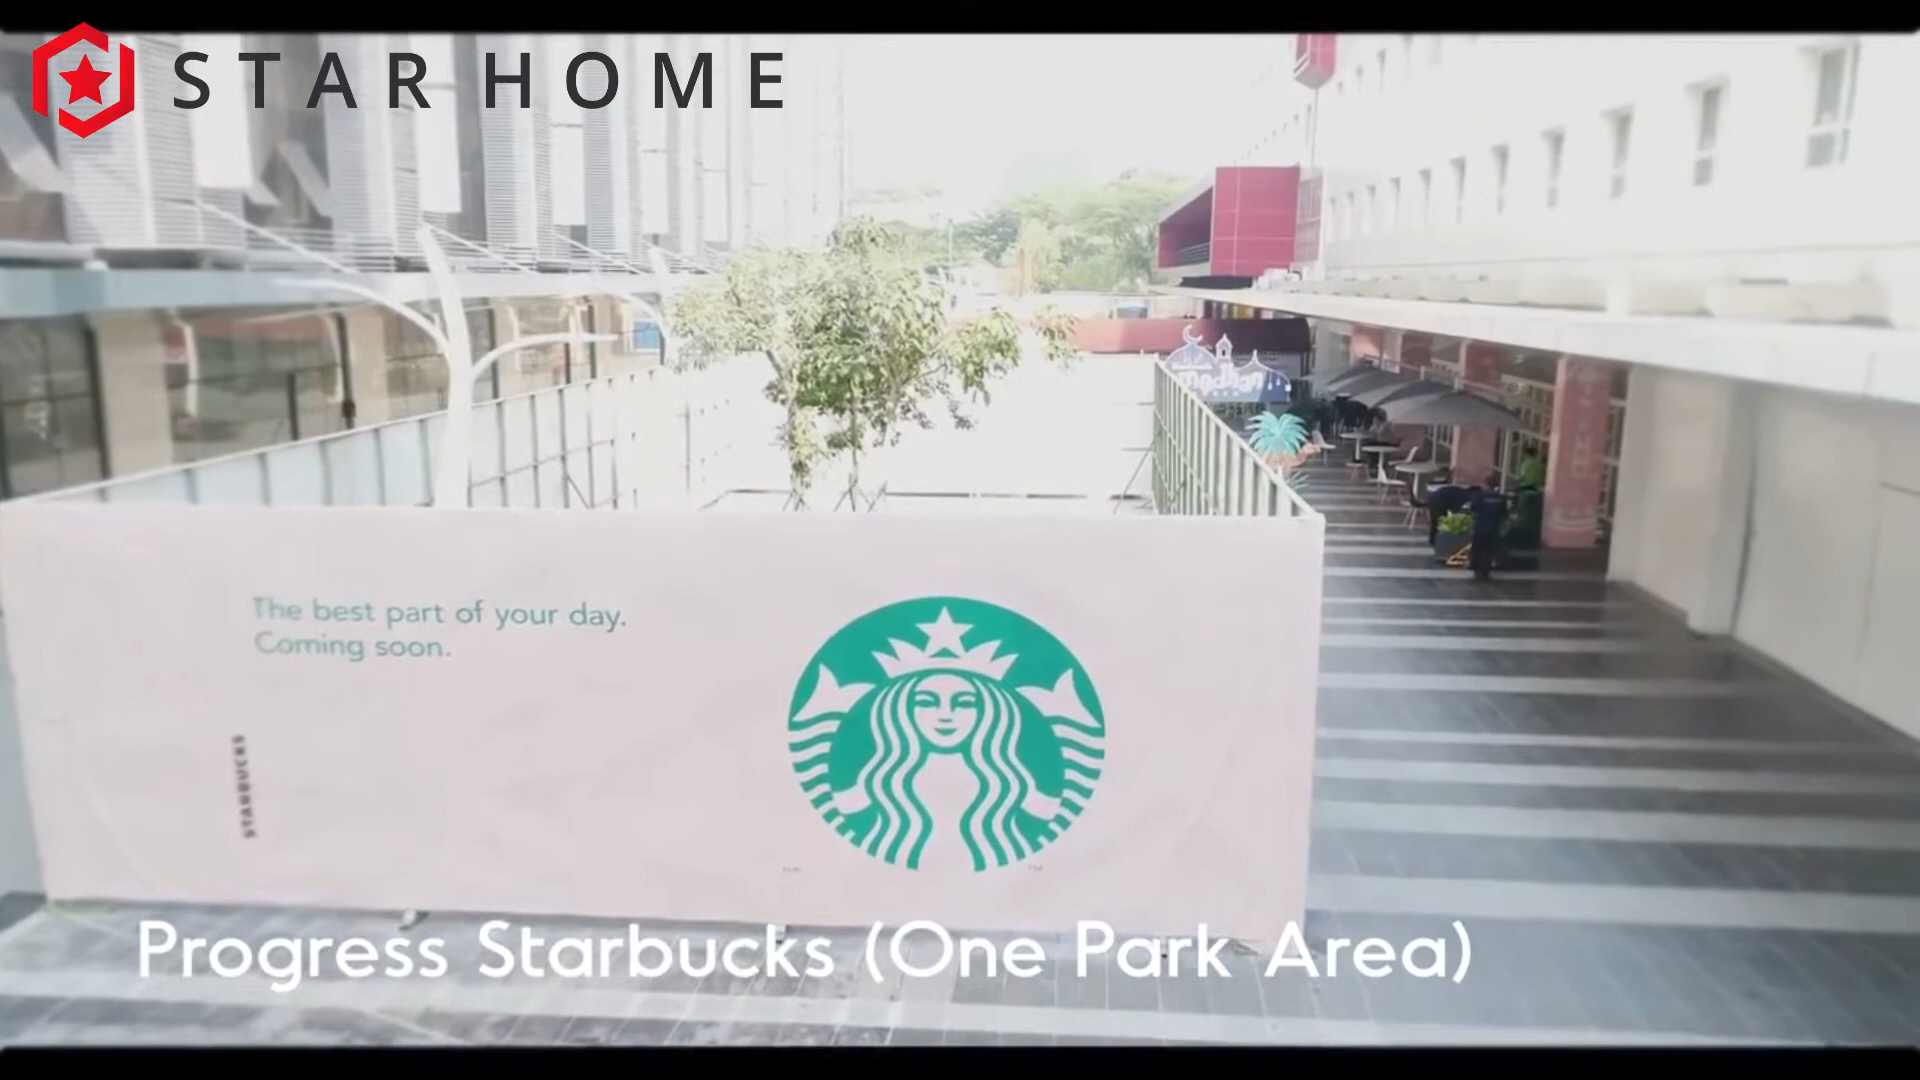 STAR HOME
The best part of your day.
Coming soon.
STARBUCKS
Progress Starbucks (One Park Area)